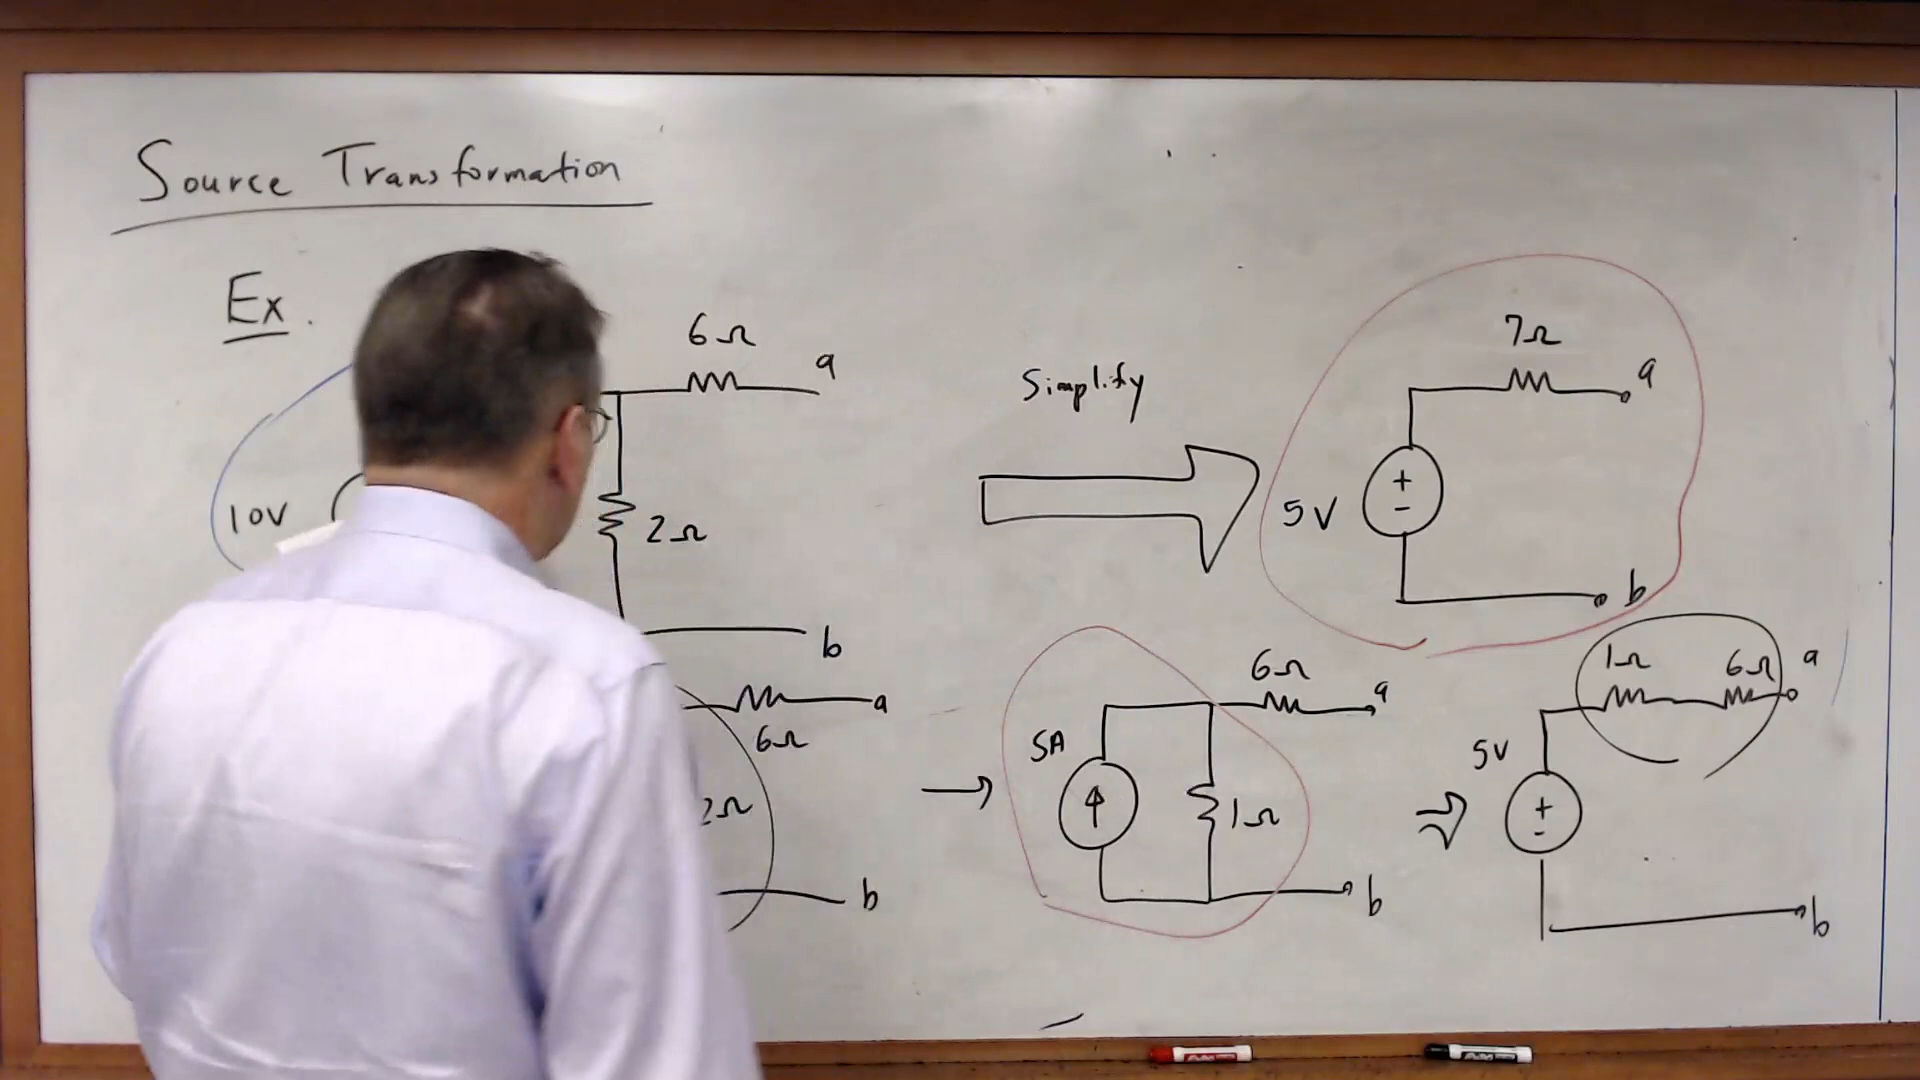 Source Transformation
Ex.
6Ω
a
10V
2Ω
b
Simplify
7Ω
a
+
-
5V
b
a
6Ω
2Ω
b
6Ω
a
5A
1Ω
b
1Ω 6Ω a
5V
+
-
b